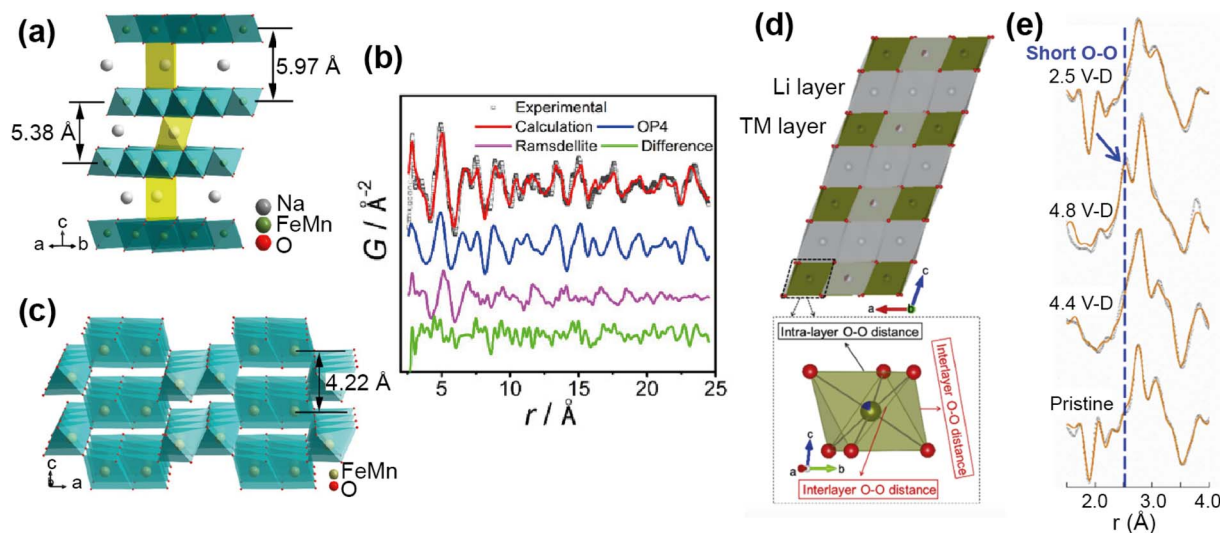 (a)
5.97 Å
5.38 Å
Na
FeMn
O
c
a
b
(b)
Experimental
Calculation
OP4
Ramsdellite
Difference
G / Å-2
5
10
15
20
25
r / Å
(c)
4.22 Å
c
b
a
FeMn
O
(d)
Li layer
TM layer
c
a
b
Intra-layer O-O distance
Interlayer O-O distance
c
a
b
Interlayer O-O distance
(e)
Short O-O
2.5 V-D
4.8 V-D
4.4 V-D
Pristine
2.0 3.0 4.0
r (Å)